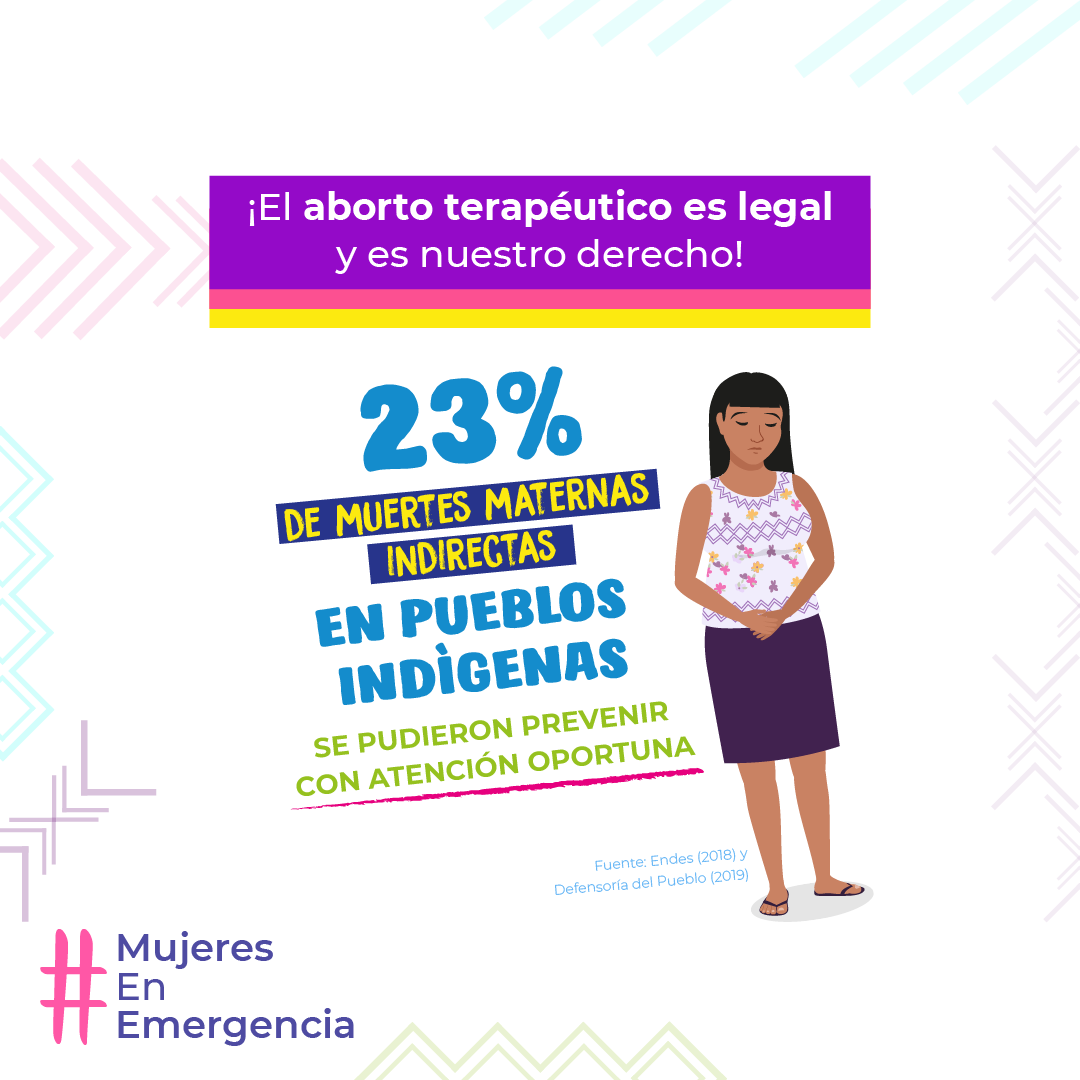 ¡El aborto terapéutico es legal
y es nuestro derecho!
23%
DE MUERTES MATERNAS
INDIRECTAS
EN PUEBLOS
INDÌGENAS
SE PUDIERON PREVENIR
CON ATENCIÓN OPORTUNA
Fuente: Endes (2018) y
Defensoría del Pueblo (2019)
#Mujeres
En
Emergencia